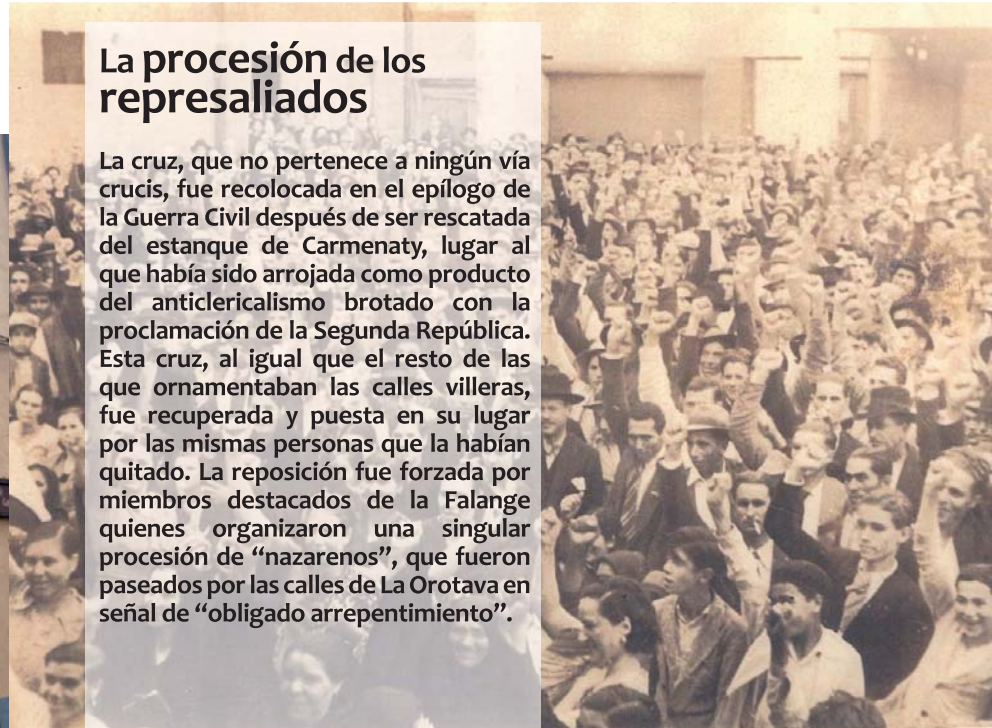 La procesión de los
represaliados
La cruz, que no pertenece a ningún vía
crucis, fue recolocada en el epílogo de
la Guerra Civil después de ser rescatada
del estanque de Carmenaty, lugar al
que había sido arrojada como producto
del anticlericalismo brotado con la
proclamación de la Segunda República.
Esta cruz, al igual que el resto de las
que ornamentaban las calles villeras,
fue recuperada y puesta en su lugar
por las mismas personas que la habían
quitado. La reposición fue forzada por
miembros destacados de la Falange
quienes organizaron una singular
procesión de “nazarenos”, que fueron
paseados por las calles de La Orotava en
señal de “obligado arrepentimiento”.